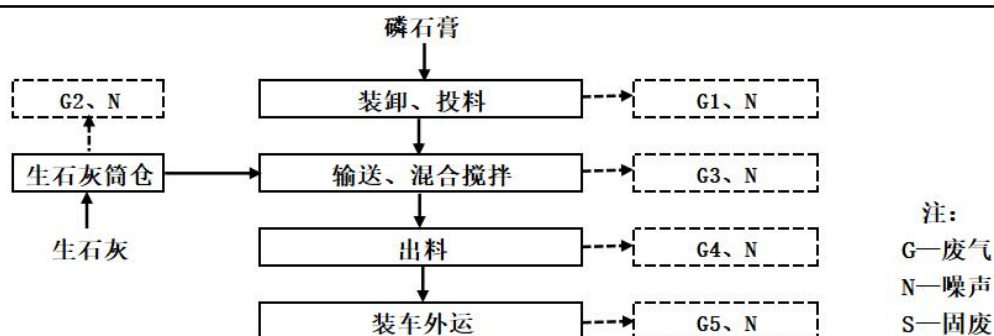 磷石膏
G2、N
装卸、投料
G1、N
生石灰筒仓
输送、混合搅拌
G3、N
生石灰
出料
G4、N
装车外运
G5、N
注：
G—废气
N—噪声
S—固废